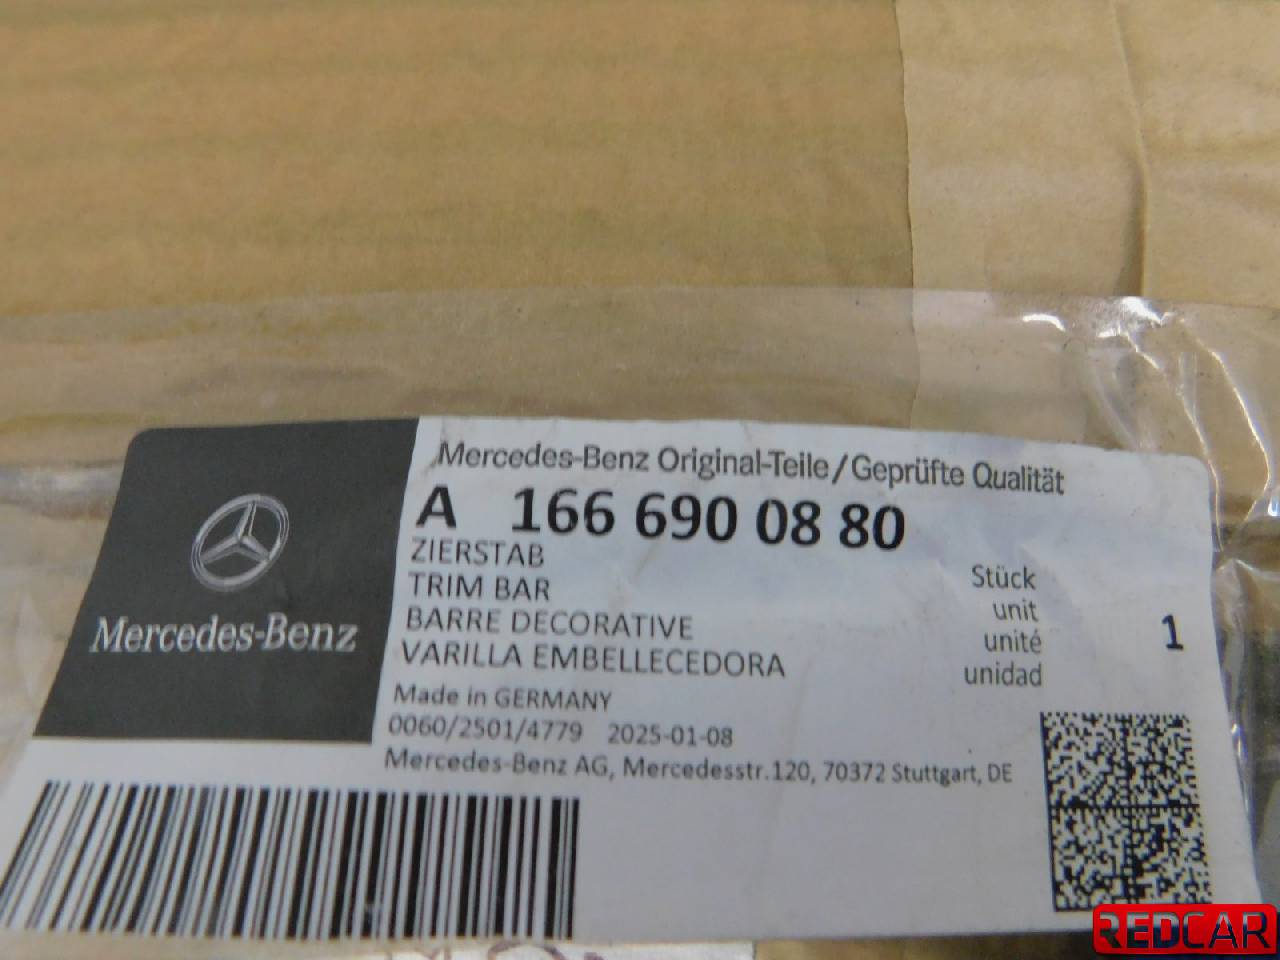 Mercedes-Benz Original-Teile/Geprüfte Qualität
A 166 690 08 80
ZIERSTAB
TRIM BAR
BARRE DECORATIVE
VARILLA EMBELLECEDORA
Stück
unit
unité
unidad
1
Made in GERMANY
0060/2501/4779 2025-01-08
Mercedes-Benz AG, Mercedesstr.120, 70372 Stuttgart, DE
Mercedes-Benz
REDCAR